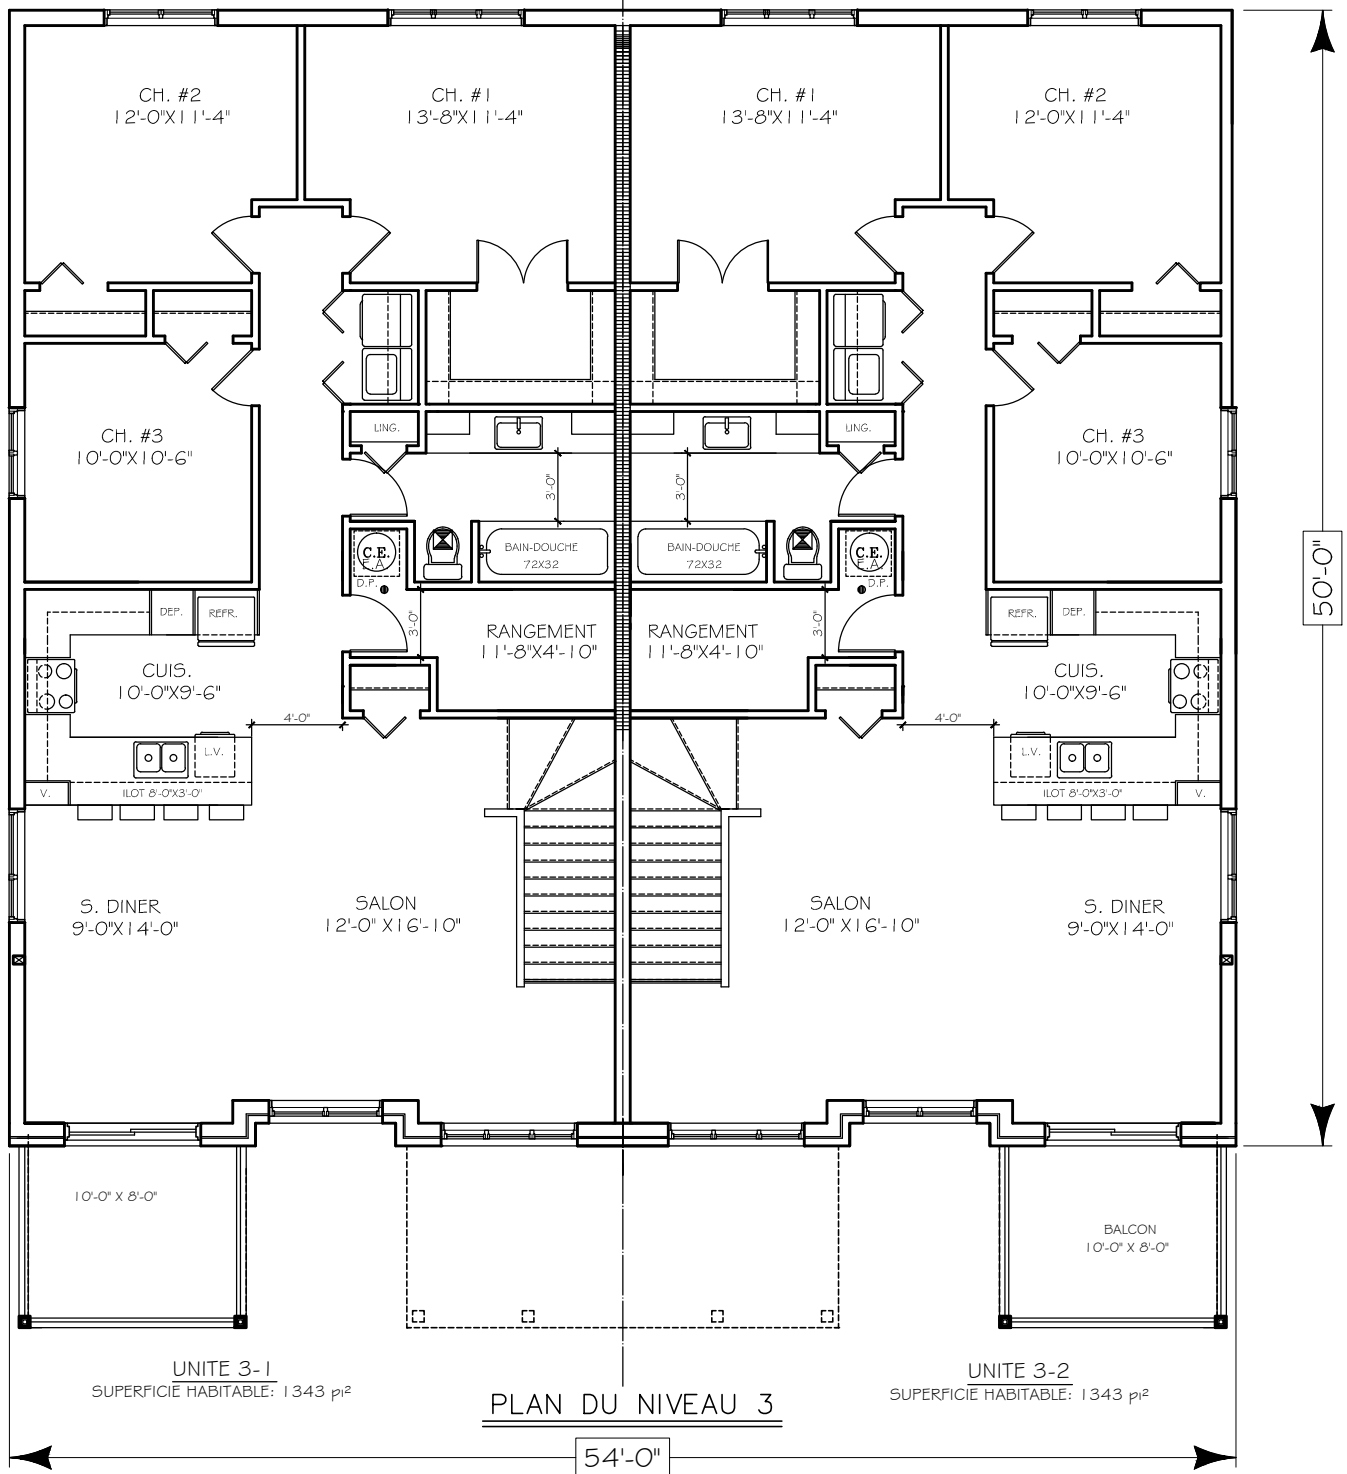 CH. #2
12'-0"X11'-4"
CH. #1
13'-8"X11'-4"
CH. #1
13'-8"X11'-4"
CH. #2
12'-0"X11'-4"
CH. #3
10'-0"X10'-6"
LING.
3'-0"
3'-0"
LING.
CH. #3
10'-0"X10'-6"
50'-0"
C.E.
F.A.
D.P.
BAIN-DOUCHE
72X32
BAIN-DOUCHE
72X32
C.E.
F.A.
D.P.
DEP.
REFR.
3'-0"
RANGEMENT
11'-8"X4'-10"
RANGEMENT
11'-8"X4'-10"
3'-0"
REFR.
DEP.
CUIS.
10'-0"X9'-6"
CUIS.
10'-0"X9'-6"
4'-0"
4'-0"
L.V.
L.V.
V.
ILOT 8'-0"X3'-0"
ILOT 8'-0"X3'-0"
V.
S. DINER
9'-0"X14'-0"
SALON
12'-0" X16'-10"
SALON
12'-0" X16'-10"
S. DINER
9'-0"X14'-0"
10'-0" X 8'-0"
BALCON
10'-0" X 8'-0"
UNITE 3-1
SUPERFICIE HABITABLE: 1343 pi²
UNITE 3-2
SUPERFICIE HABITABLE: 1343 pi²
PLAN DU NIVEAU 3
54'-0"